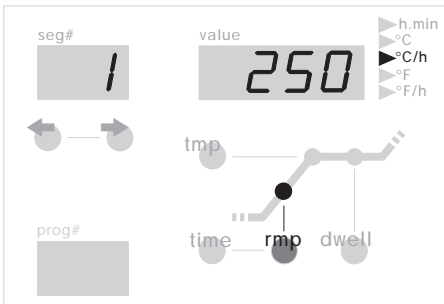 seg#
value
1
250
h.min
°C
°C/h
°F
°F/h
tmp
time
rmp
dwell
prog#